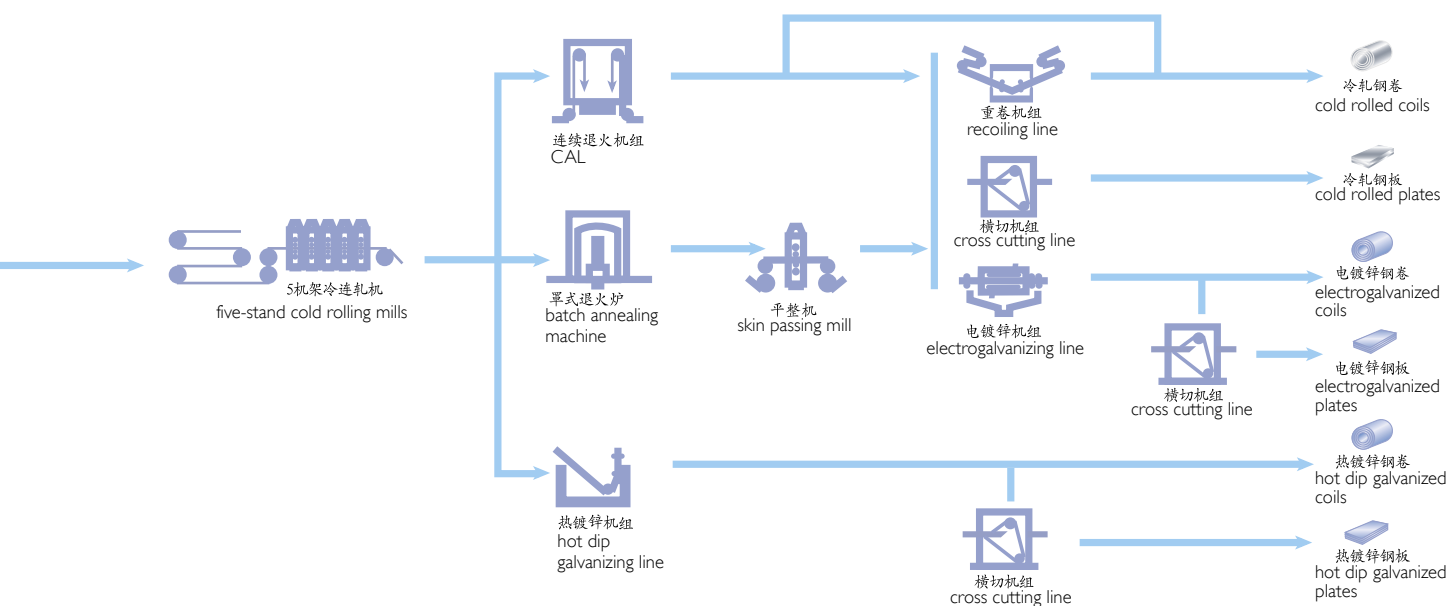 5机架冷连轧机
five-stand cold rolling mills
连续退火机组
CAL
罩式退火炉
batch annealing
machine
热镀锌机组
hot dip
galvanizing line
平整机
skin passing mill
重卷机组
recoiling line
横切机组
cross cutting line
电镀锌机组
electrogalvanizing line
横切机组
cross cutting line
横切机组
cross cutting line
冷轧钢卷
cold rolled coils
冷轧钢板
cold rolled plates
电镀锌钢卷
electrogalvanized
coils
电镀锌钢板
electrogalvanized
plates
热镀锌钢卷
hot dip galvanized
coils
热镀锌钢板
hot dip galvanized
plates